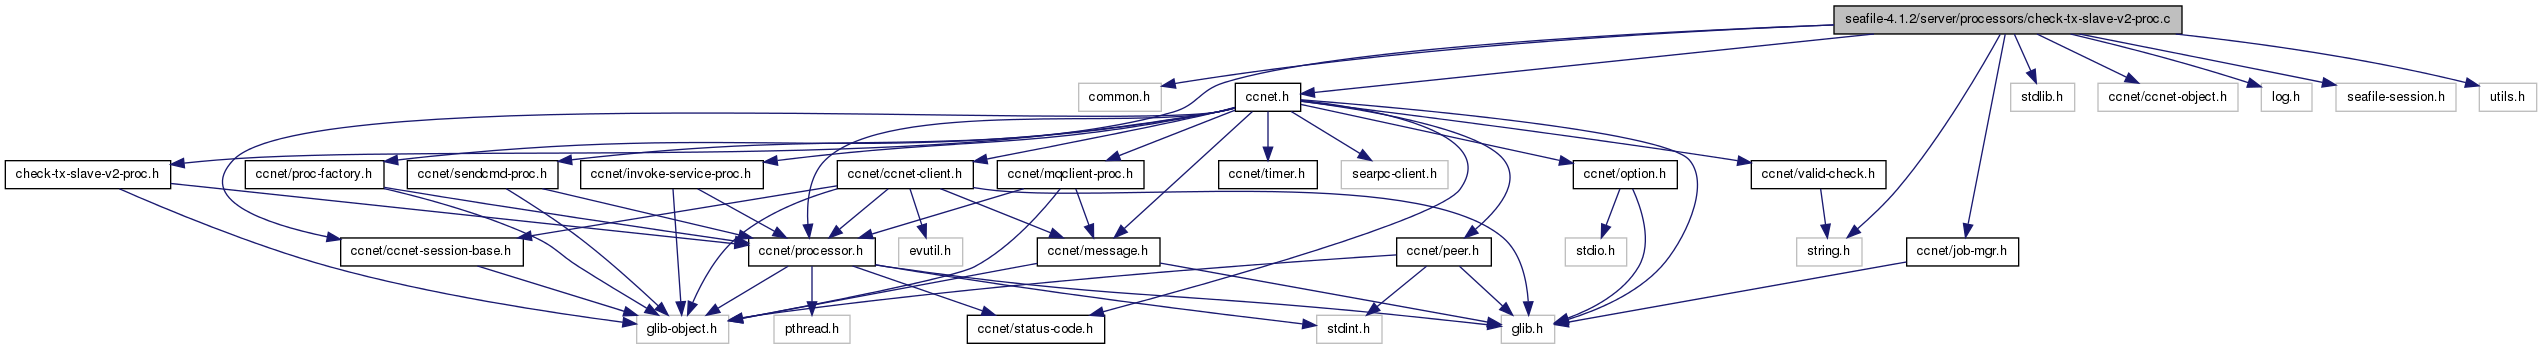 seafile-4.1.2/server/processors/check-tx-slave-v2-proc.c
common.h
ccnet.h
stdlib.h
ccnet/ccnet-object.h
log.h
seafile-session.h
utils.h
check-tx-slave-v2-proc.h
ccnet/proc-factory.h
ccnet/sendcmd-proc.h
ccnet/invoke-service-proc.h
ccnet/ccnet-client.h
ccnet/mqclient-proc.h
ccnet/timer.h
searpc-client.h
ccnet/option.h
ccnet/valid-check.h
ccnet/ccnet-session-base.h
ccnet/processor.h
evutil.h
ccnet/message.h
ccnet/peer.h
stdio.h
string.h
ccnet/job-mgr.h
glib-object.h
pthread.h
ccnet/status-code.h
stdint.h
glib.h